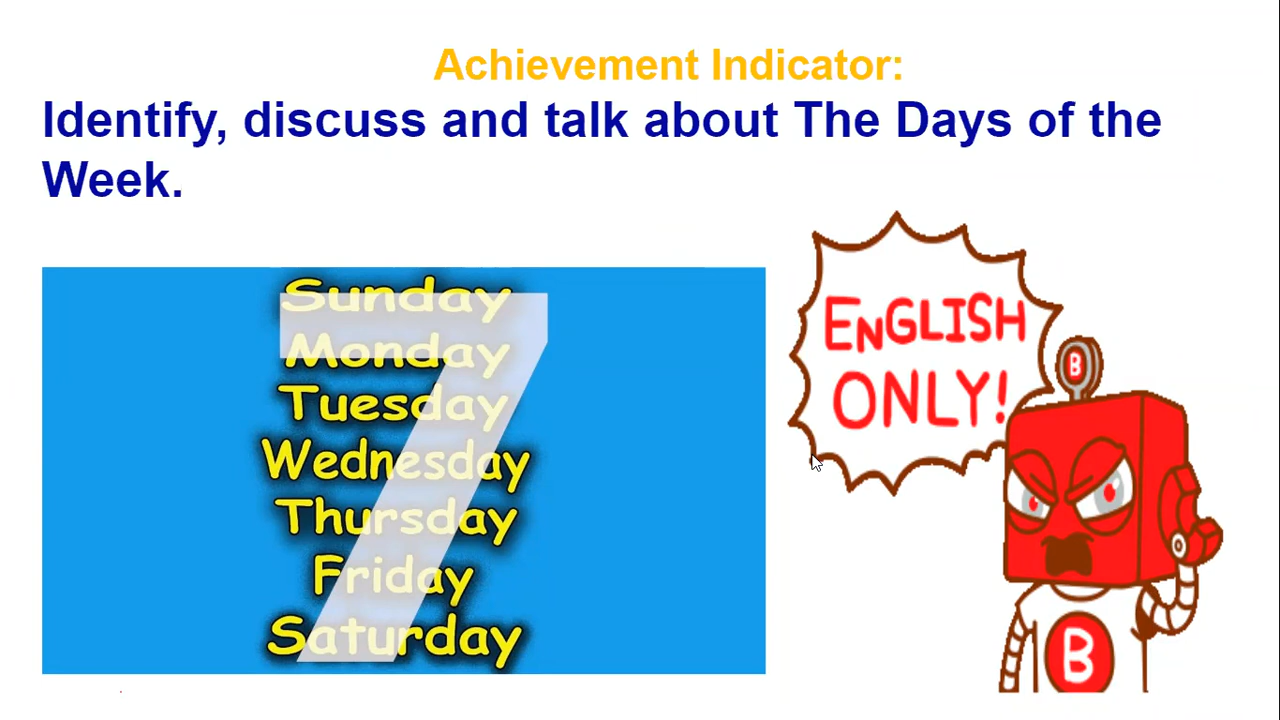 Achievement Indicator:
Identify, discuss and talk about The Days of the
Week.
Sunday
Monday
Tuesday
Wednesday
Thursday
Friday
Saturday
7
ENGLISH
ONLY!
B
B